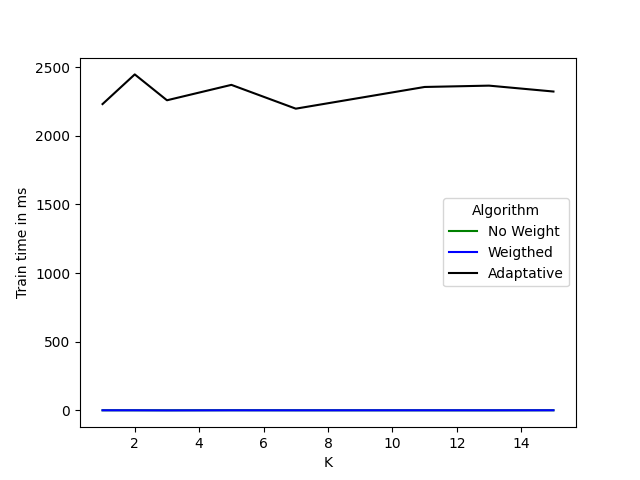 2500
2000
1500
1000
500
0
Train time in ms
Algorithm
No Weight
Weigthed
Adaptative
2 4 6 8 10 12 14
K